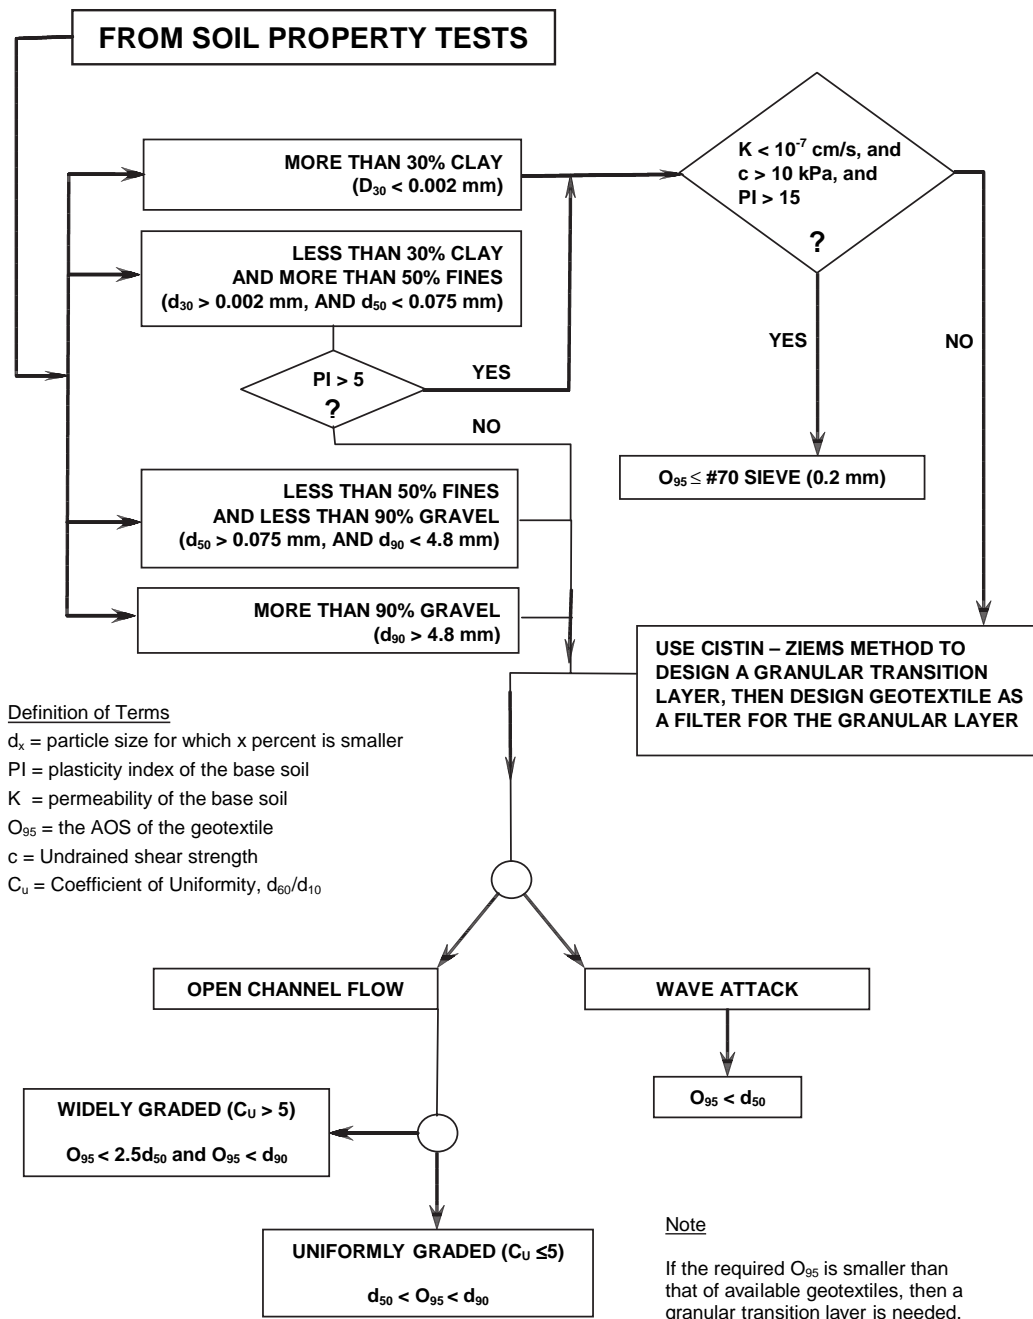 FROM SOIL PROPERTY TESTS
MORE THAN 30% CLAY
(D₃₀ < 0.002 mm)
K < 10⁻⁷ cm/s, and
c > 10 kPa, and
PI > 15
?
LESS THAN 30% CLAY
AND MORE THAN 50% FINES
(d₃₀ > 0.002 mm, AND d₅₀ < 0.075 mm)
YES
NO
PI > 5
?
YES
NO
O₉₅ ≤ #70 SIEVE (0.2 mm)
LESS THAN 50% FINES
AND LESS THAN 90% GRAVEL
(d₅₀ > 0.075 mm, AND d₉₀ < 4.8 mm)
MORE THAN 90% GRAVEL
(d₉₀ > 4.8 mm)
USE CISTIN – ZIEMS METHOD TO
DESIGN A GRANULAR TRANSITION
LAYER, THEN DESIGN GEOTEXTILE AS
A FILTER FOR THE GRANULAR LAYER
Definition of Terms
dₓ = particle size for which x percent is smaller
PI = plasticity index of the base soil
K = permeability of the base soil
O₉₅ = the AOS of the geotextile
c = Undrained shear strength
Cᵤ = Coefficient of Uniformity, d₆₀/d₁₀
OPEN CHANNEL FLOW
WAVE ATTACK
O₉₅ < d₅₀
WIDELY GRADED (C_U > 5)
O₉₅ < 2.5d₅₀ and O₉₅ < d₉₀
UNIFORMLY GRADED (C_U ≤5)
d₅₀ < O₉₅ < d₉₀
Note
If the required O₉₅ is smaller than
that of available geotextiles, then a
granular transition layer is needed.